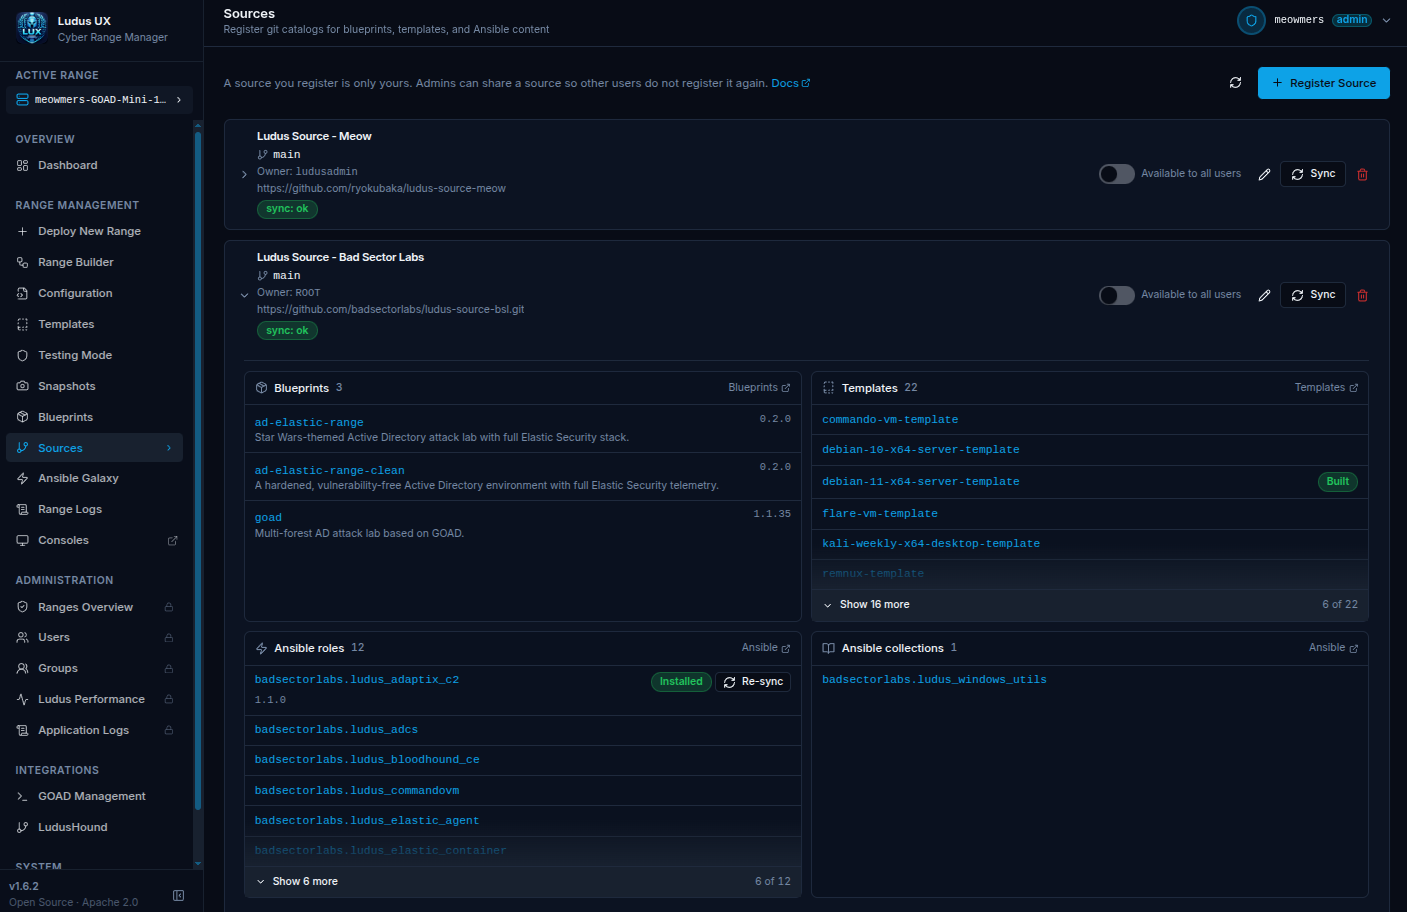 LUX
Ludus UX
Cyber Range Manager
ACTIVE RANGE
meowmers-GOAD-Mini-1…
OVERVIEW
Dashboard
RANGE MANAGEMENT
Deploy New Range
Range Builder
Configuration
Templates
Testing Mode
Snapshots
Blueprints
Sources
Ansible Galaxy
Range Logs
Consoles
ADMINISTRATION
Ranges Overview
Users
Groups
Ludus Performance
Application Logs
INTEGRATIONS
GOAD Management
LudusHound
SYSTEM
v1.6.2
Open Source · Apache 2.0
Sources
Register git catalogs for blueprints, templates, and Ansible content
meowmers admin
A source you register is only yours. Admins can share a source so other users do not register it again. Docs
Register Source
Ludus Source - Meow
main
Owner: ludusadmin
https://github.com/ryokubaka/ludus-source-meow
sync: ok
Available to all users
Sync
Ludus Source - Bad Sector Labs
main
Owner: ROOT
https://github.com/badsectorlabs/ludus-source-bsl.git
sync: ok
Available to all users
Sync
Blueprints 3
Blueprints
ad-elastic-range
0.2.0
Star Wars-themed Active Directory attack lab with full Elastic Security stack.
ad-elastic-range-clean
0.2.0
A hardened, vulnerability-free Active Directory environment with full Elastic Security telemetry.
goad
1.1.35
Multi-forest AD attack lab based on GOAD.
Templates 22
Templates
commando-vm-template
debian-10-x64-server-template
debian-11-x64-server-template
Built
flare-vm-template
kali-weekly-x64-desktop-template
remnux-template
Show 16 more
6 of 22
Ansible roles 12
Ansible
badsectorlabs.ludus_adaptix_c2
Installed
Re-sync
1.1.0
badsectorlabs.ludus_adcs
badsectorlabs.ludus_bloodhound_ce
badsectorlabs.ludus_commandovm
badsectorlabs.ludus_elastic_agent
badsectorlabs.ludus_elastic_container
Show 6 more
6 of 12
Ansible collections 1
Ansible
badsectorlabs.ludus_windows_utils